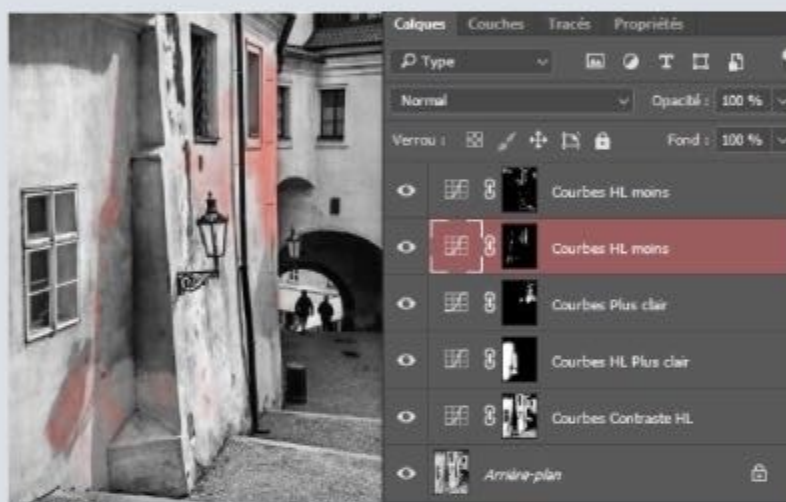 Calques Couches Tracés Propriétés
Type
Normal Opacité : 100 %
Verrou : Fond : 100 %
Courbes HL moins
Courbes HL moins
Courbes Plus clair
Courbes HL Plus clair
Courbes Contraste HL
Arrière-plan